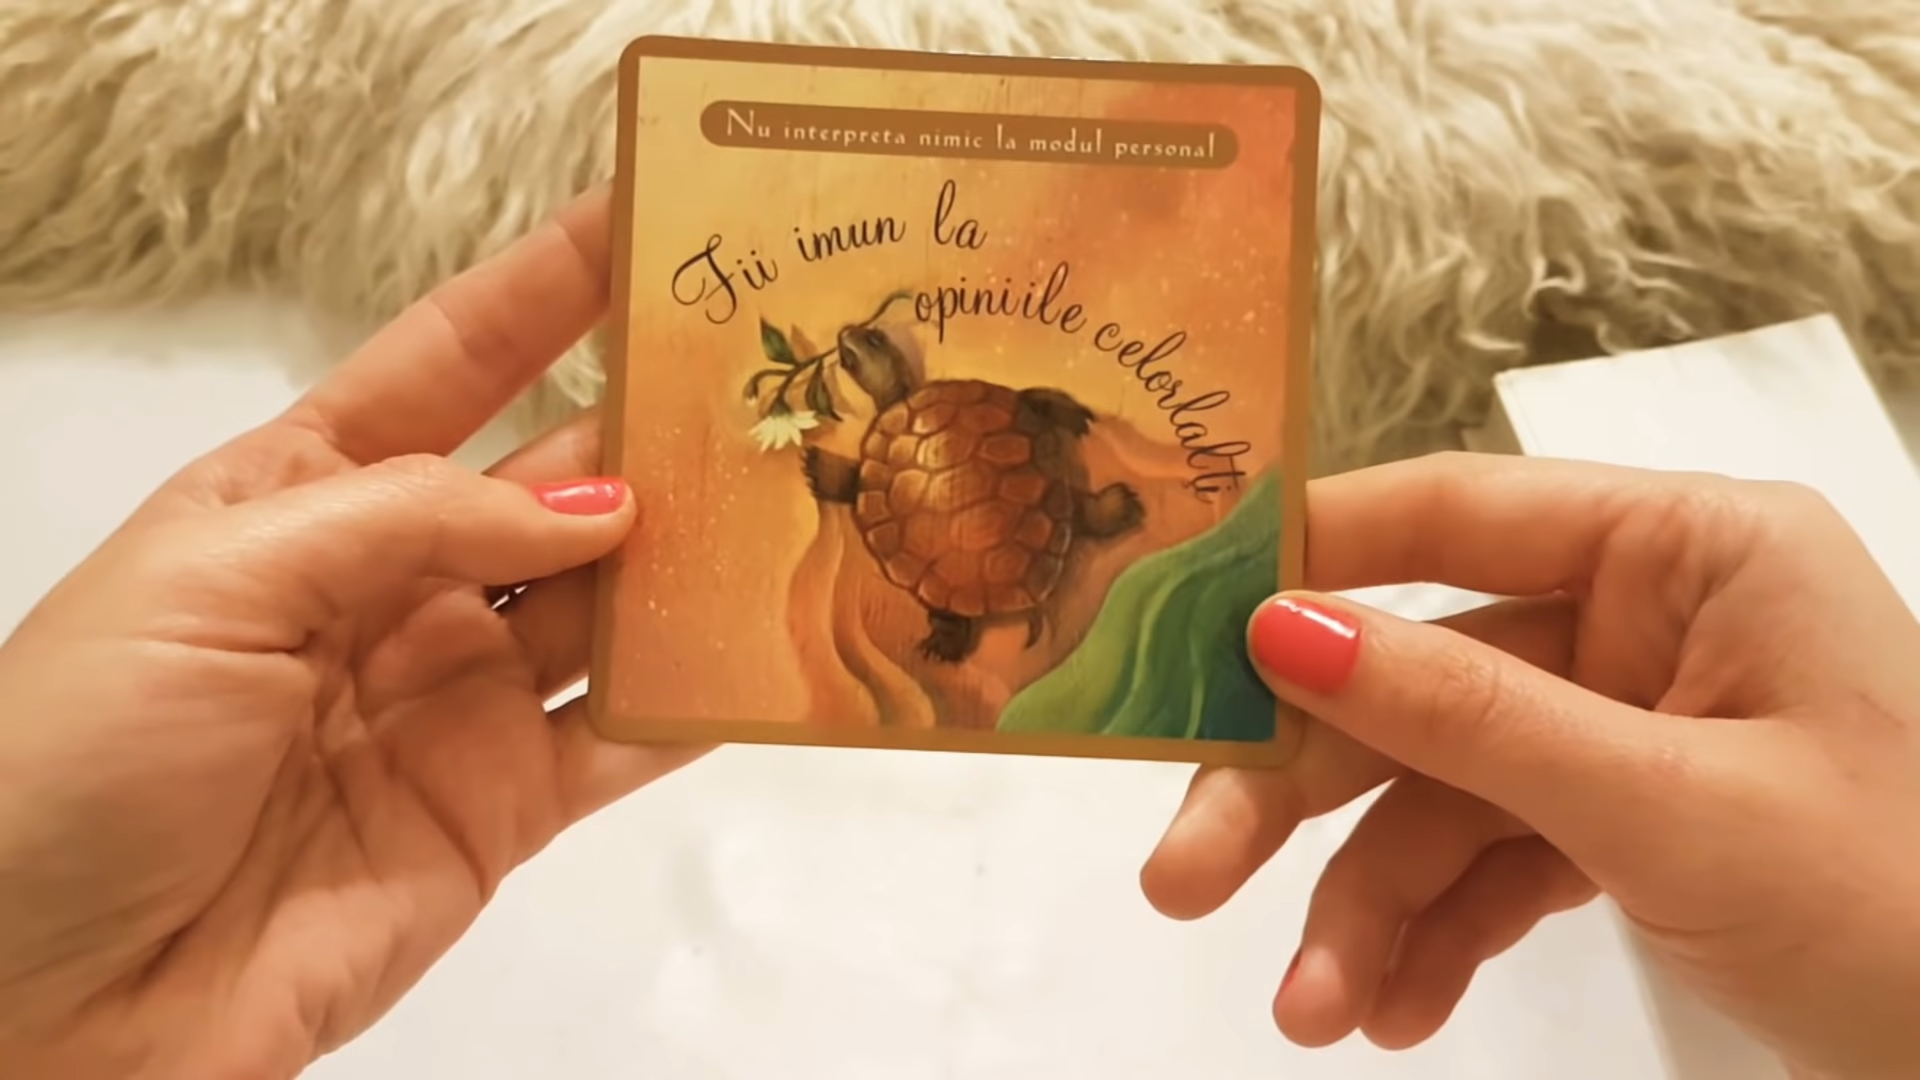 Nu interpreta nimic la modul personal
Fii imun la
opiniile celorlalți